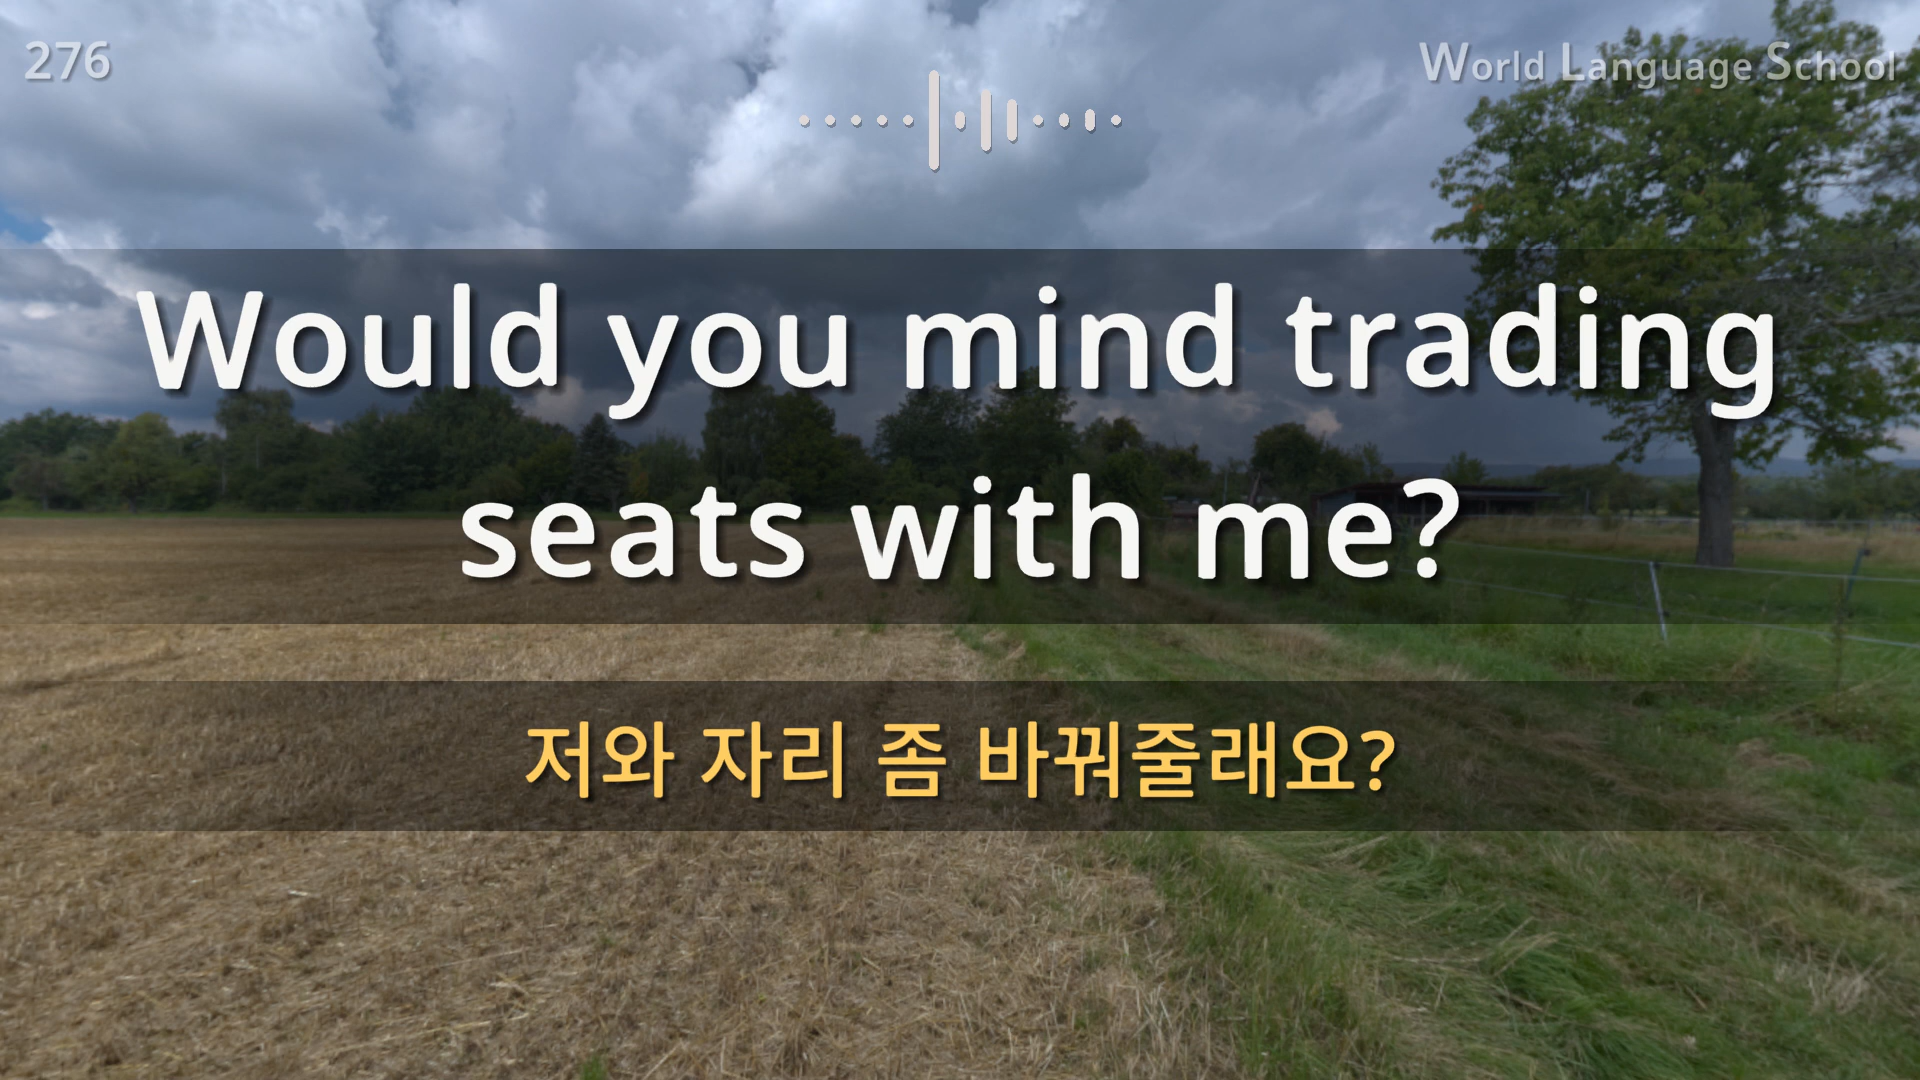 276
World Language School
Would you mind trading
seats with me?
저와 자리 좀 바꿔줄래요?